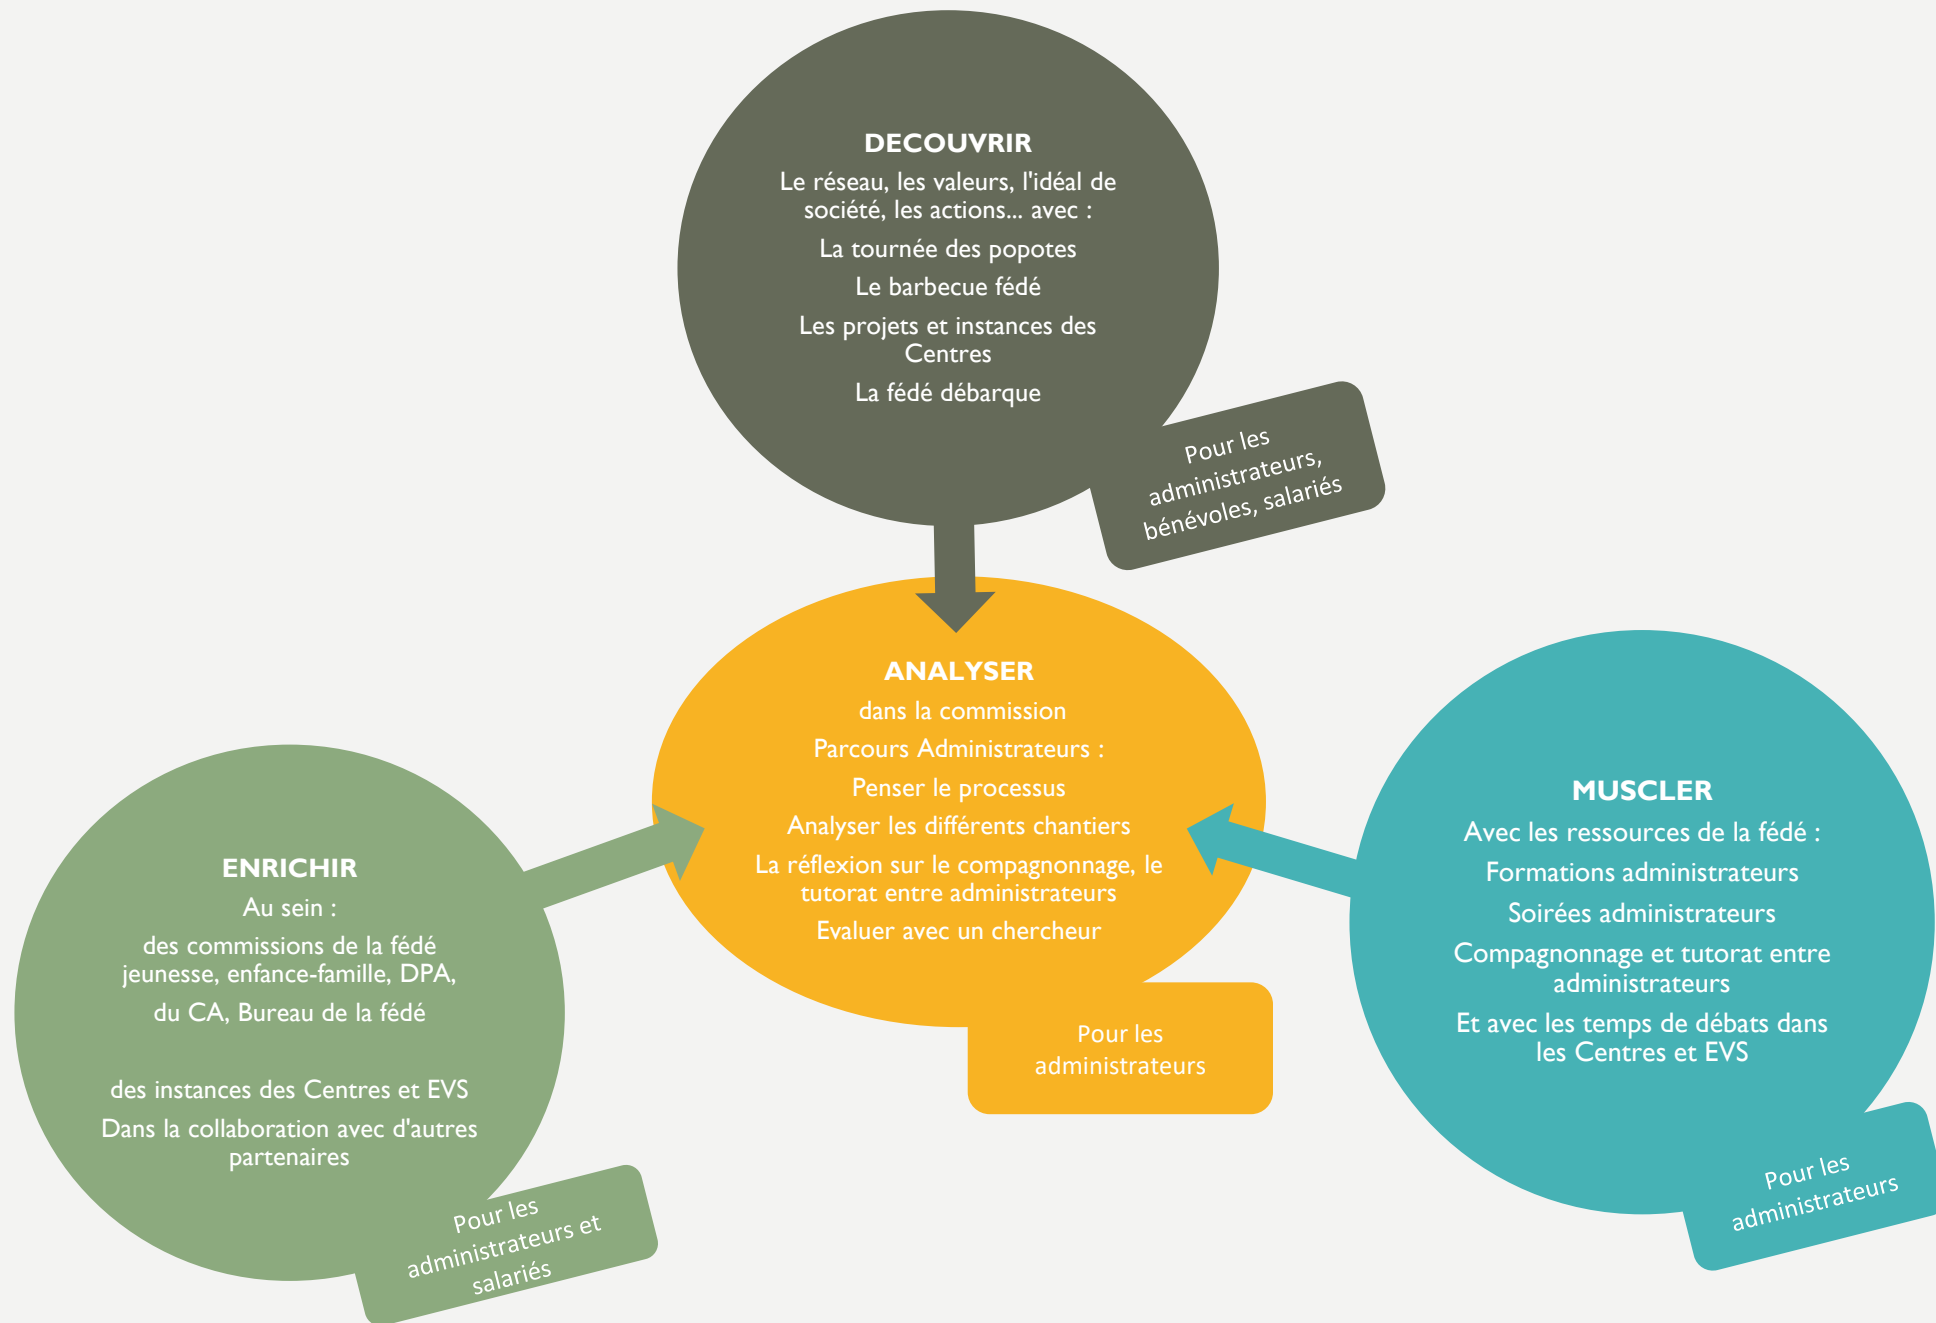 DECOUVRIR
Le réseau, les valeurs, l'idéal de
société, les actions... avec :
La tournée des popotes
Le barbecue fédé
Les projets et instances des
Centres
La fédé débarque
Pour les
administrateurs,
bénévoles, salariés
ANALYSER
dans la commission
Parcours Administrateurs :
Penser le processus
Analyser les différents chantiers
La réflexion sur le compagnonnage, le
tutorat entre administrateurs
Evaluer avec un chercheur
Pour les
administrateurs
ENRICHIR
Au sein :
des commissions de la fédé
jeunesse, enfance-famille, DPA,
du CA, Bureau de la fédé
des instances des Centres et EVS
Dans la collaboration avec d'autres
partenaires
Pour les
administrateurs et
salariés
MUSCLER
Avec les ressources de la fédé :
Formations administrateurs
Soirées administrateurs
Compagnonnage et tutorat entre
administrateurs
Et avec les temps de débats dans
les Centres et EVS
Pour les
administrateurs